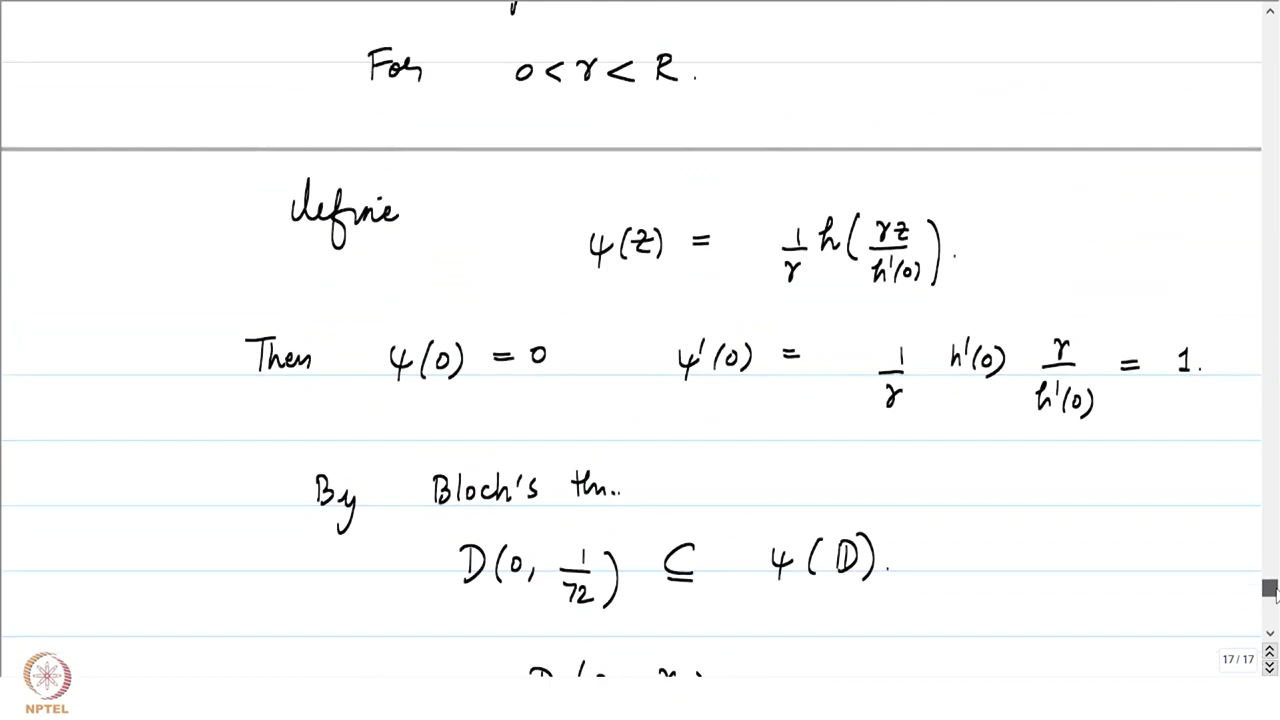 For 0 < r < R.
define ψ(z) = 1/r h(rz/h'(0)).
Then ψ(0) = 0 ψ'(0) = 1/r h'(0) r/h'(0) = 1.
By Bloch's thm..
D(0, 1/72) ⊆ ψ(𝔻).
17/17
NPTEL